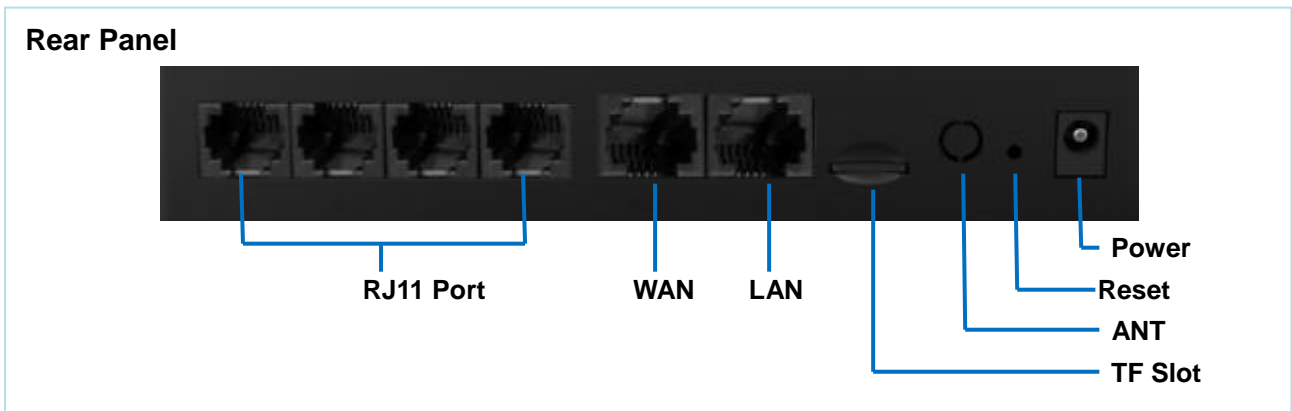 Rear Panel
RJ11 Port
WAN
LAN
Power
Reset
ANT
TF Slot